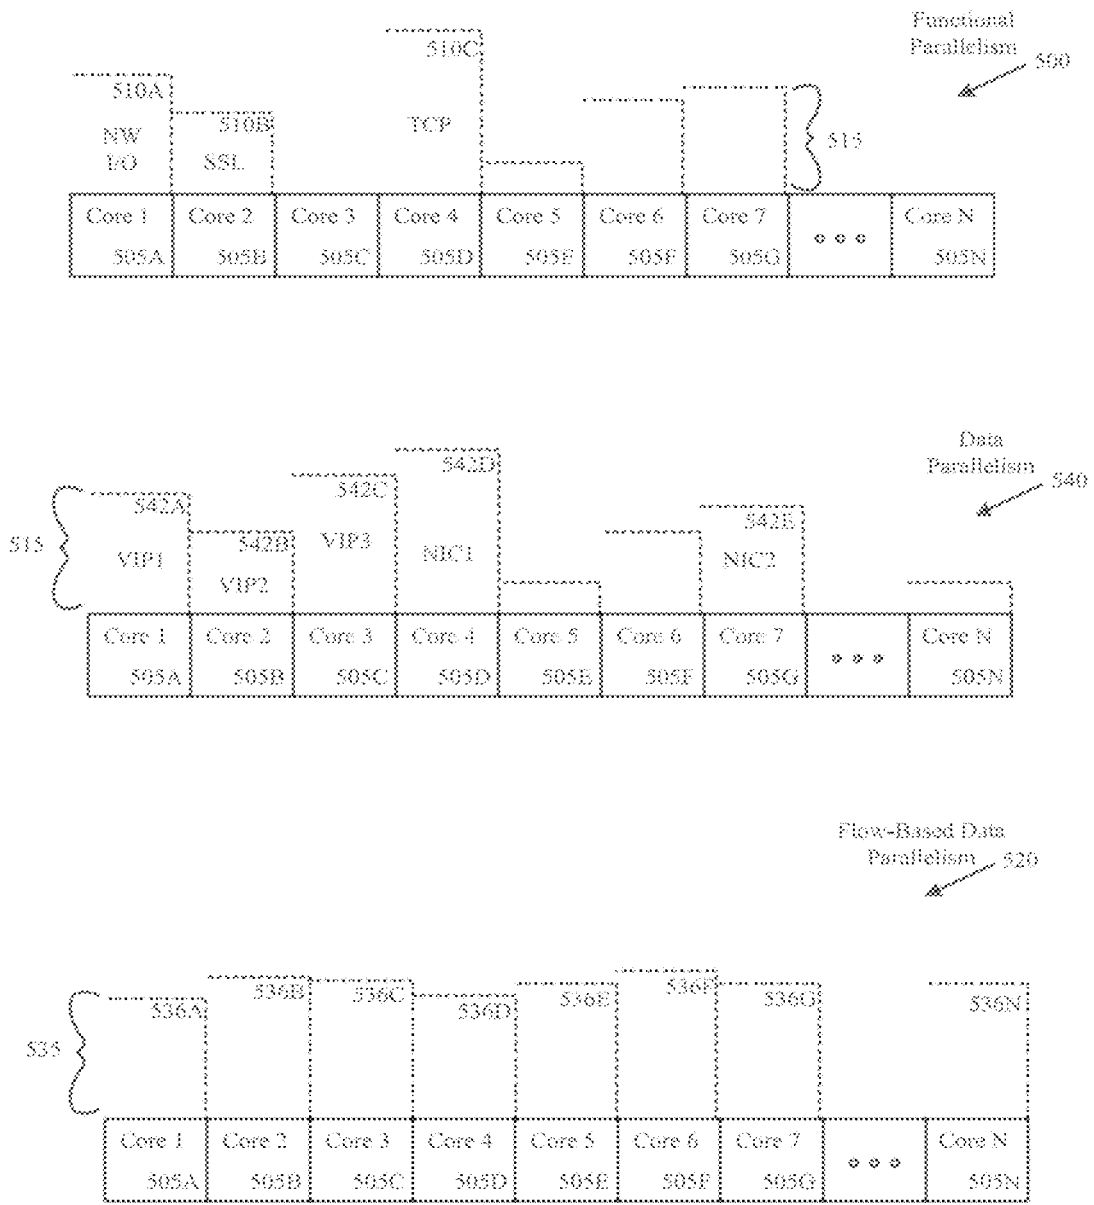 Functional
Parallelism
500
510A
NW
I/O
510B
SSL
510C
TCP
515
Core 1
505A
Core 2
505B
Core 3
505C
Core 4
505D
Core 5
505E
Core 6
505F
Core 7
505G
Core N
505N
Data
Parallelism
540
515
542A
VIP1
542B
VIP2
542C
VIP3
542D
NIC1
542E
NIC2
Core 1
505A
Core 2
505B
Core 3
505C
Core 4
505D
Core 5
505E
Core 6
505F
Core 7
505G
Core N
505N
Flow-Based Data
Parallelism
520
535
536A
536B
536C
536D
536E
536F
536G
536N
Core 1
505A
Core 2
505B
Core 3
505C
Core 4
505D
Core 5
505E
Core 6
505F
Core 7
505G
Core N
505N